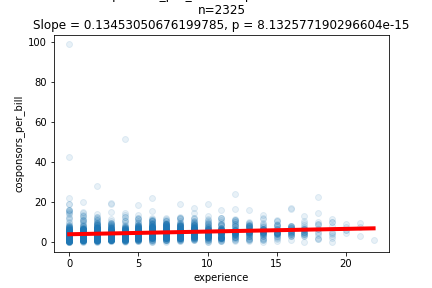 n=2325
Slope = 0.13453050676199785, p = 8.132577190296604e-15
100
80
60
40
20
0
cosponsors_per_bill
0 5 10 15 20
experience